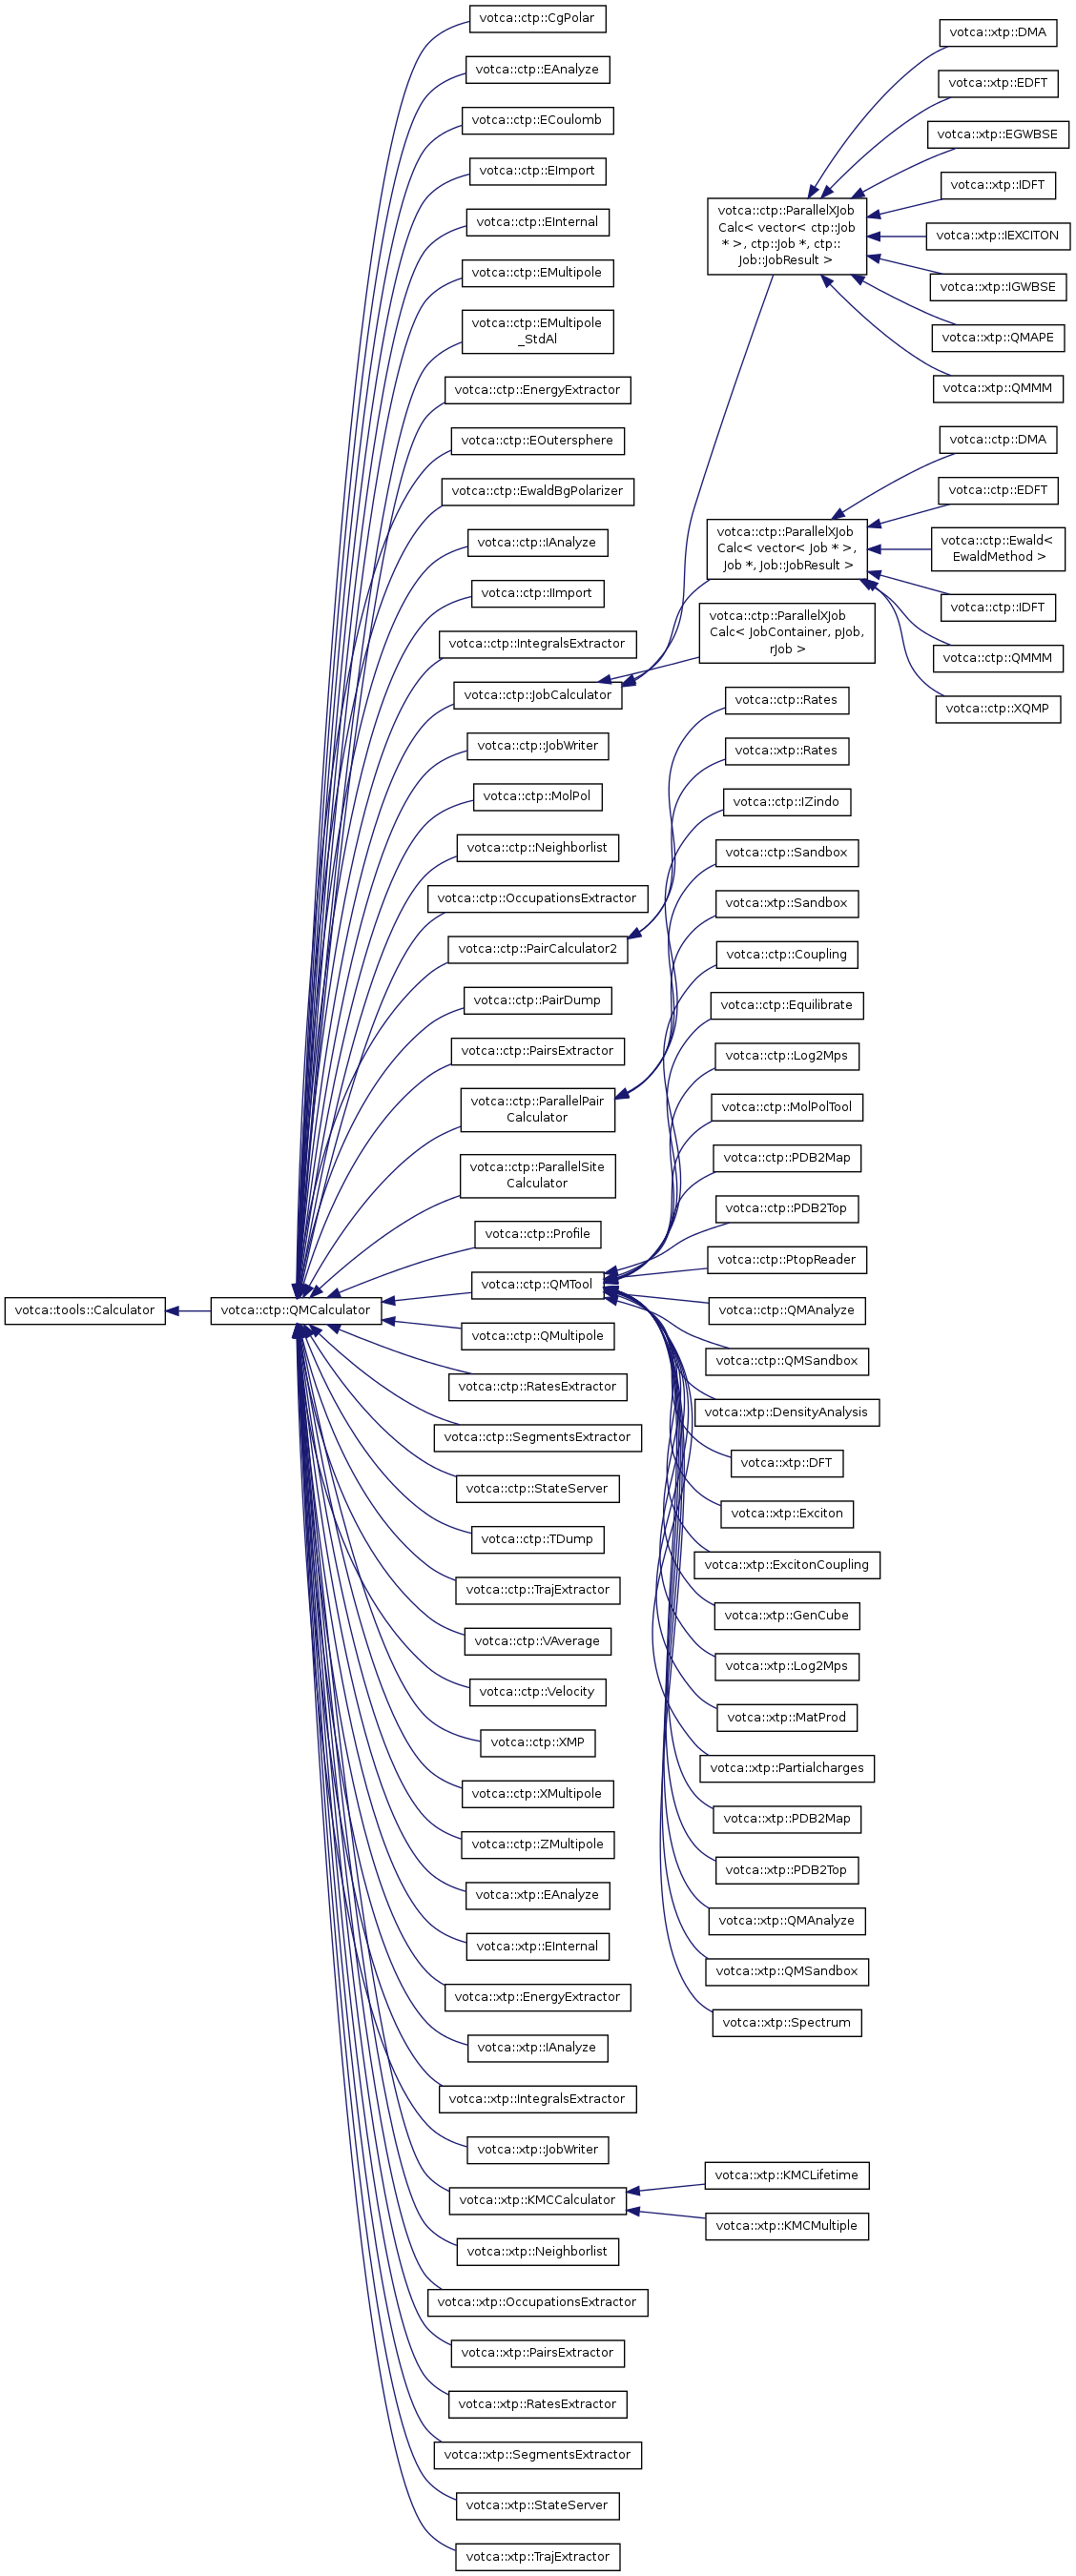 votca::tools::Calculator
votca::ctp::QMCalculator
votca::ctp::CgPolar
votca::ctp::EAnalyze
votca::ctp::ECoulomb
votca::ctp::EImport
votca::ctp::EInternal
votca::ctp::EMultipole
votca::ctp::EMultipole
_StdAl
votca::ctp::EnergyExtractor
votca::ctp::EOutersphere
votca::ctp::EwaldBgPolarizer
votca::ctp::IAnalyze
votca::ctp::IImport
votca::ctp::IntegralsExtractor
votca::ctp::JobCalculator
votca::ctp::JobWriter
votca::ctp::MolPol
votca::ctp::Neighborlist
votca::ctp::OccupationsExtractor
votca::ctp::PairCalculator2
votca::ctp::PairDump
votca::ctp::PairsExtractor
votca::ctp::ParallelPair
Calculator
votca::ctp::ParallelSite
Calculator
votca::ctp::Profile
votca::ctp::QMTool
votca::ctp::QMultipole
votca::ctp::RatesExtractor
votca::ctp::SegmentsExtractor
votca::ctp::StateServer
votca::ctp::TDump
votca::ctp::TrajExtractor
votca::ctp::VAverage
votca::ctp::Velocity
votca::ctp::XMP
votca::ctp::XMultipole
votca::ctp::ZMultipole
votca::xtp::EAnalyze
votca::xtp::EInternal
votca::xtp::EnergyExtractor
votca::xtp::IAnalyze
votca::xtp::IntegralsExtractor
votca::xtp::JobWriter
votca::xtp::KMCCalculator
votca::xtp::Neighborlist
votca::xtp::OccupationsExtractor
votca::xtp::PairsExtractor
votca::xtp::RatesExtractor
votca::xtp::SegmentsExtractor
votca::xtp::StateServer
votca::xtp::TrajExtractor
votca::ctp::ParallelXJob
Calc< vector< ctp::Job
* >, ctp::Job *, ctp::
Job::JobResult >
votca::ctp::ParallelXJob
Calc< vector< Job * >,
Job *, Job::JobResult >
votca::ctp::ParallelXJob
Calc< JobContainer, pJob,
rJob >
votca::ctp::Rates
votca::xtp::Rates
votca::ctp::IZindo
votca::ctp::Sandbox
votca::xtp::Sandbox
votca::ctp::Coupling
votca::ctp::Equilibrate
votca::ctp::Log2Mps
votca::ctp::MolPolTool
votca::ctp::PDB2Map
votca::ctp::PDB2Top
votca::ctp::PtopReader
votca::ctp::QMAnalyze
votca::ctp::QMSandbox
votca::xtp::DensityAnalysis
votca::xtp::DFT
votca::xtp::Exciton
votca::xtp::ExcitonCoupling
votca::xtp::GenCube
votca::xtp::Log2Mps
votca::xtp::MatProd
votca::xtp::Partialcharges
votca::xtp::PDB2Map
votca::xtp::PDB2Top
votca::xtp::QMAnalyze
votca::xtp::QMSandbox
votca::xtp::Spectrum
votca::xtp::KMCLifetime
votca::xtp::KMCMultiple
votca::xtp::DMA
votca::xtp::EDFT
votca::xtp::EGWBSE
votca::xtp::IDFT
votca::xtp::IEXCITON
votca::xtp::IGWBSE
votca::xtp::QMAPE
votca::xtp::QMMM
votca::ctp::DMA
votca::ctp::EDFT
votca::ctp::Ewald<
EwaldMethod >
votca::ctp::IDFT
votca::ctp::QMMM
votca::ctp::XQMP